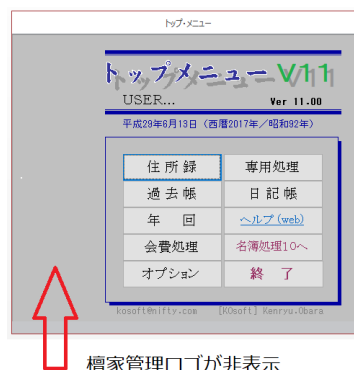 トップ・メニュー
トップメニュー V11
USER...
Ver 11.00
平成29年6月13日（西暦2017年／昭和92年）
住所録 専用処理
過去帳 日記帳
年　回 ヘルプ(web)
会費処理 名簿処理10へ
オプション 終　了
kosoft@nifty.com [KOsoft] Kenryu.Obara
檀家管理ロゴが非表示